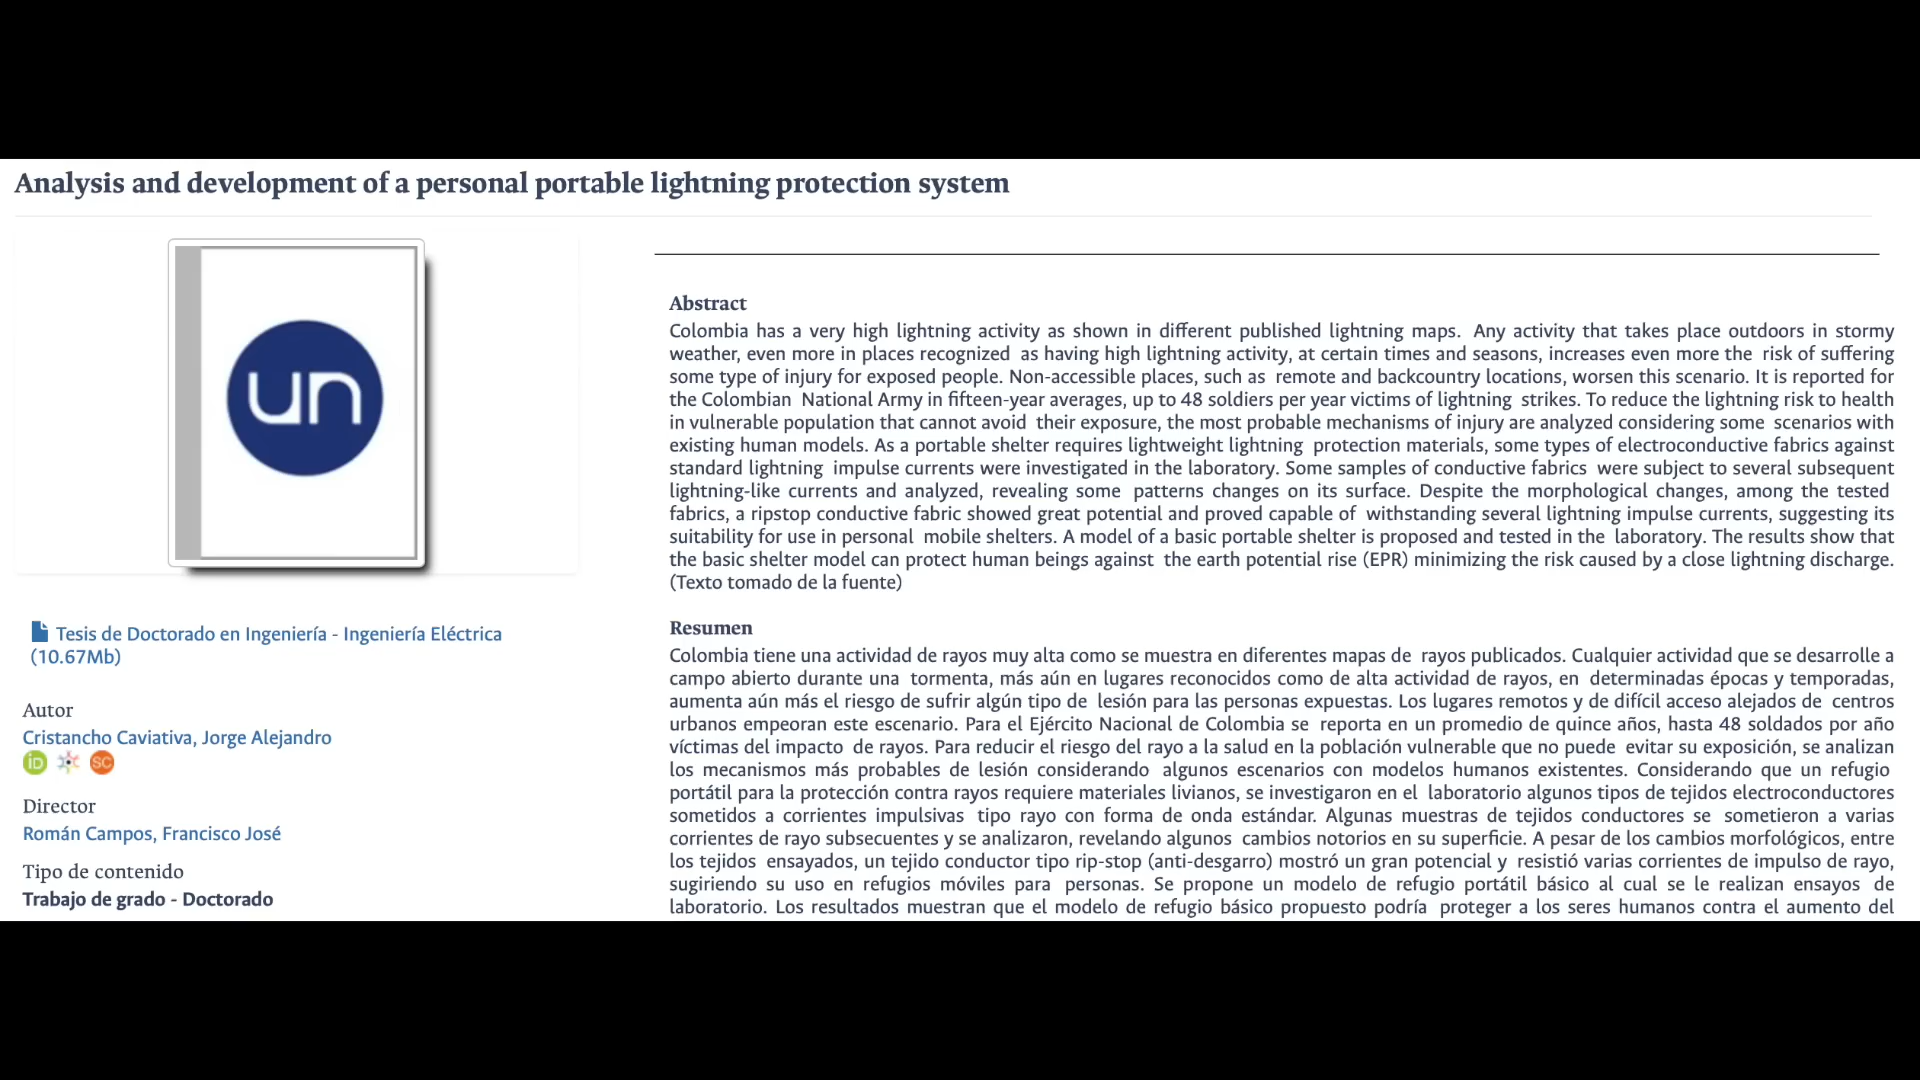 Analysis and development of a personal portable lightning protection system
un
Tesis de Doctorado en Ingeniería - Ingeniería Eléctrica
(10.67Mb)
Autor
Cristancho Caviativa, Jorge Alejandro
iD
SC
Director
Román Campos, Francisco José
Tipo de contenido
Trabajo de grado - Doctorado
Abstract
Colombia has a very high lightning activity as shown in different published lightning maps. Any activity that takes place outdoors in stormy
weather, even more in places recognized as having high lightning activity, at certain times and seasons, increases even more the risk of suffering
some type of injury for exposed people. Non-accessible places, such as remote and backcountry locations, worsen this scenario. It is reported for
the Colombian National Army in fifteen-year averages, up to 48 soldiers per year victims of lightning strikes. To reduce the lightning risk to health
in vulnerable population that cannot avoid their exposure, the most probable mechanisms of injury are analyzed considering some scenarios with
existing human models. As a portable shelter requires lightweight lightning protection materials, some types of electroconductive fabrics against
standard lightning impulse currents were investigated in the laboratory. Some samples of conductive fabrics were subject to several subsequent
lightning-like currents and analyzed, revealing some patterns changes on its surface. Despite the morphological changes, among the tested
fabrics, a ripstop conductive fabric showed great potential and proved capable of withstanding several lightning impulse currents, suggesting its
suitability for use in personal mobile shelters. A model of a basic portable shelter is proposed and tested in the laboratory. The results show that
the basic shelter model can protect human beings against the earth potential rise (EPR) minimizing the risk caused by a close lightning discharge.
(Texto tomado de la fuente)
Resumen
Colombia tiene una actividad de rayos muy alta como se muestra en diferentes mapas de rayos publicados. Cualquier actividad que se desarrolle a
campo abierto durante una tormenta, más aún en lugares reconocidos como de alta actividad de rayos, en determinadas épocas y temporadas,
aumenta aún más el riesgo de sufrir algún tipo de lesión para las personas expuestas. Los lugares remotos y de difícil acceso alejados de centros
urbanos empeoran este escenario. Para el Ejército Nacional de Colombia se reporta en un promedio de quince años, hasta 48 soldados por año
víctimas del impacto de rayos. Para reducir el riesgo del rayo a la salud en la población vulnerable que no puede evitar su exposición, se analizan
los mecanismos más probables de lesión considerando algunos escenarios con modelos humanos existentes. Considerando que un refugio
portátil para la protección contra rayos requiere materiales livianos, se investigaron en el laboratorio algunos tipos de tejidos electroconductores
sometidos a corrientes impulsivas tipo rayo con forma de onda estándar. Algunas muestras de tejidos conductores se sometieron a varias
corrientes de rayo subsecuentes y se analizaron, revelando algunos cambios notorios en su superficie. A pesar de los cambios morfológicos, entre
los tejidos ensayados, un tejido conductor tipo rip-stop (anti-desgarro) mostró un gran potencial y resistió varias corrientes de impulso de rayo,
sugiriendo su uso en refugios móviles para personas. Se propone un modelo de refugio portátil básico al cual se le realizan ensayos de
laboratorio. Los resultados muestran que el modelo de refugio básico propuesto podría proteger a los seres humanos contra el aumento del